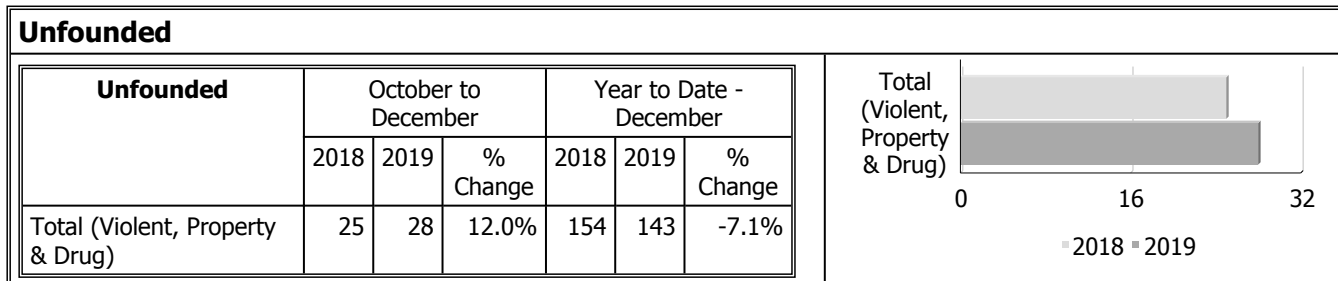 Unfounded
Unfounded
October to
December
Year to Date -
December
2018 2019 %
Change
2018 2019 %
Change
Total (Violent, Property
& Drug)
25 28 12.0% 154 143 -7.1%
Total
(Violent,
Property
& Drug)
0 16 32
2018 2019